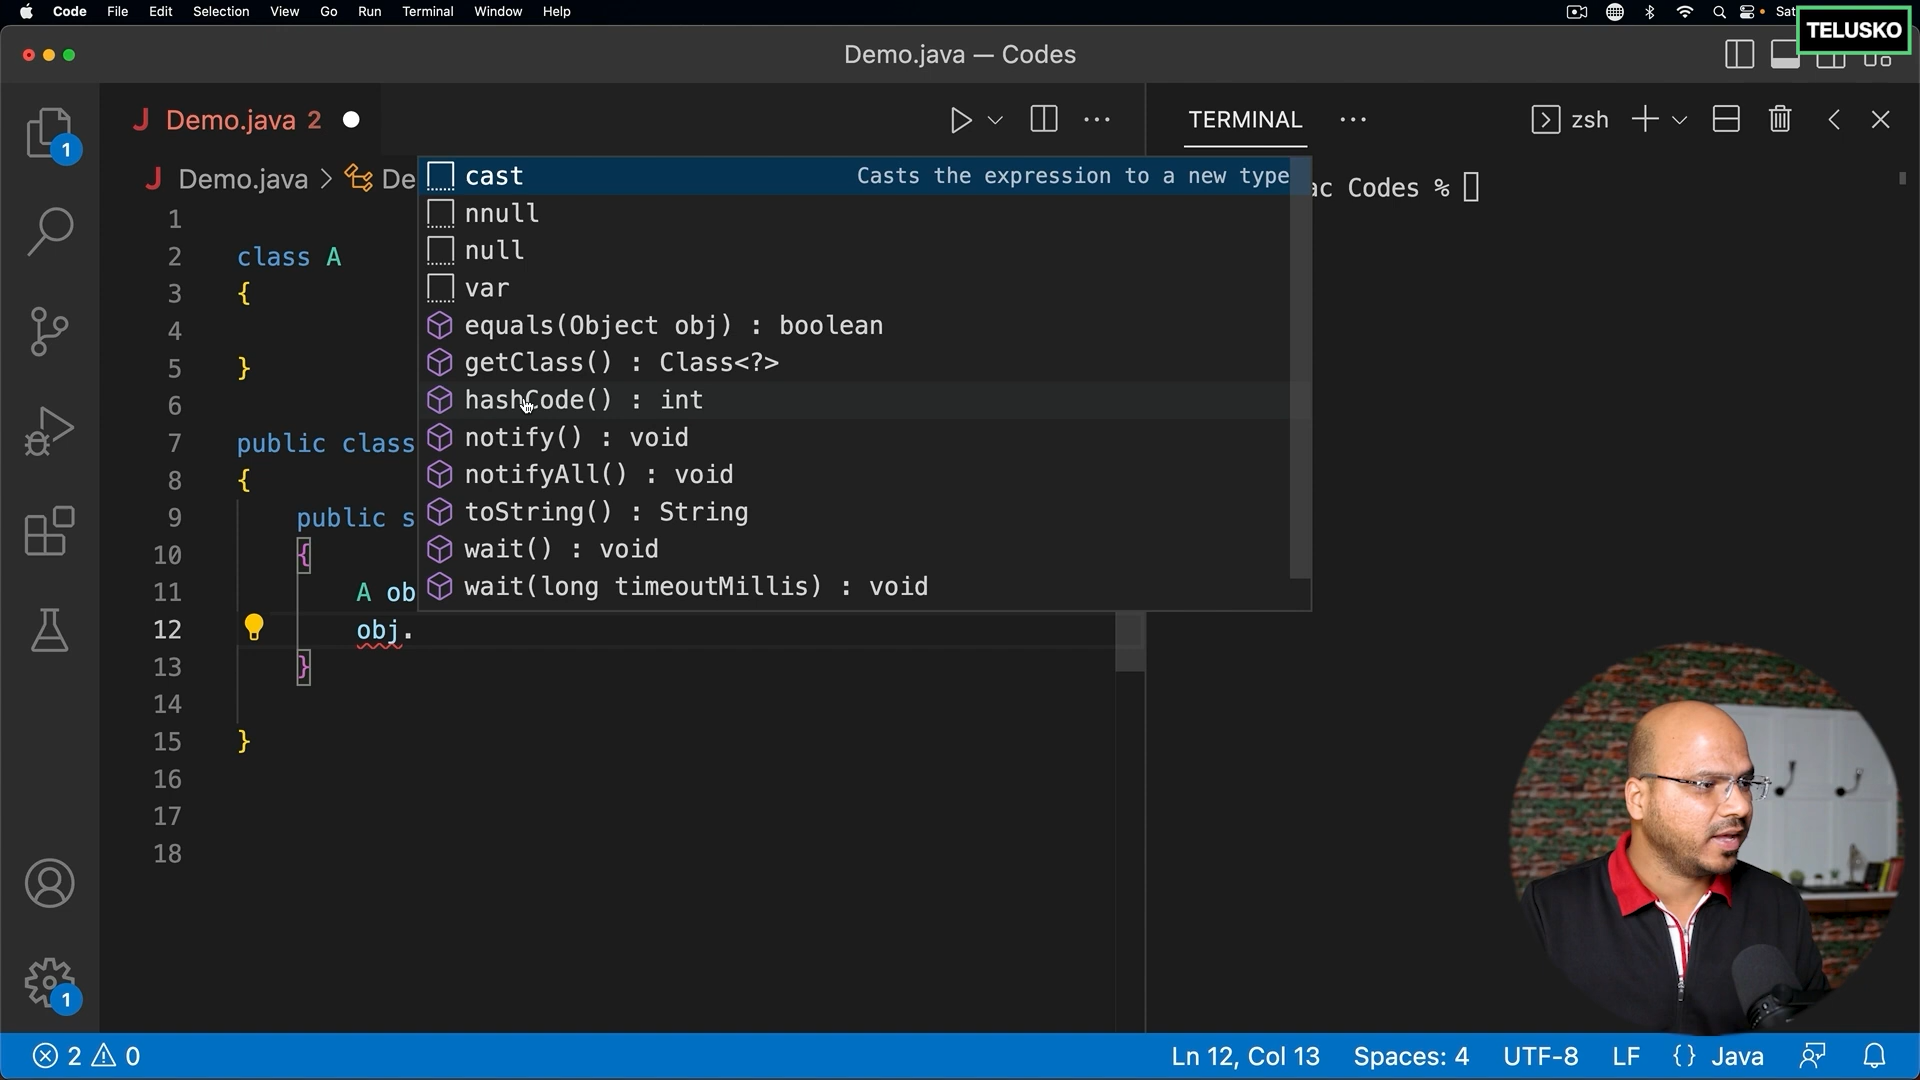 Code File Edit Selection View Go Run Terminal Window Help
Sat
TELUSKO
Demo.java — Codes
Demo.java 2
TERMINAL
zsh
Demo.java > De
ac Codes %
cast Casts the expression to a new type
nnull
null
var
equals(Object obj) : boolean
getClass() : Class<?>
hashCode() : int
notify() : void
notifyAll() : void
toString() : String
wait() : void
wait(long timeoutMillis) : void
1
2 class A
3 {
4
5 }
6
7 public class
8 {
9 public s
10 {
11 A ob
12 obj.
13 }
14
15 }
16
17
18
1
1
2 0
Ln 12, Col 13 Spaces: 4 UTF-8 LF {} Java